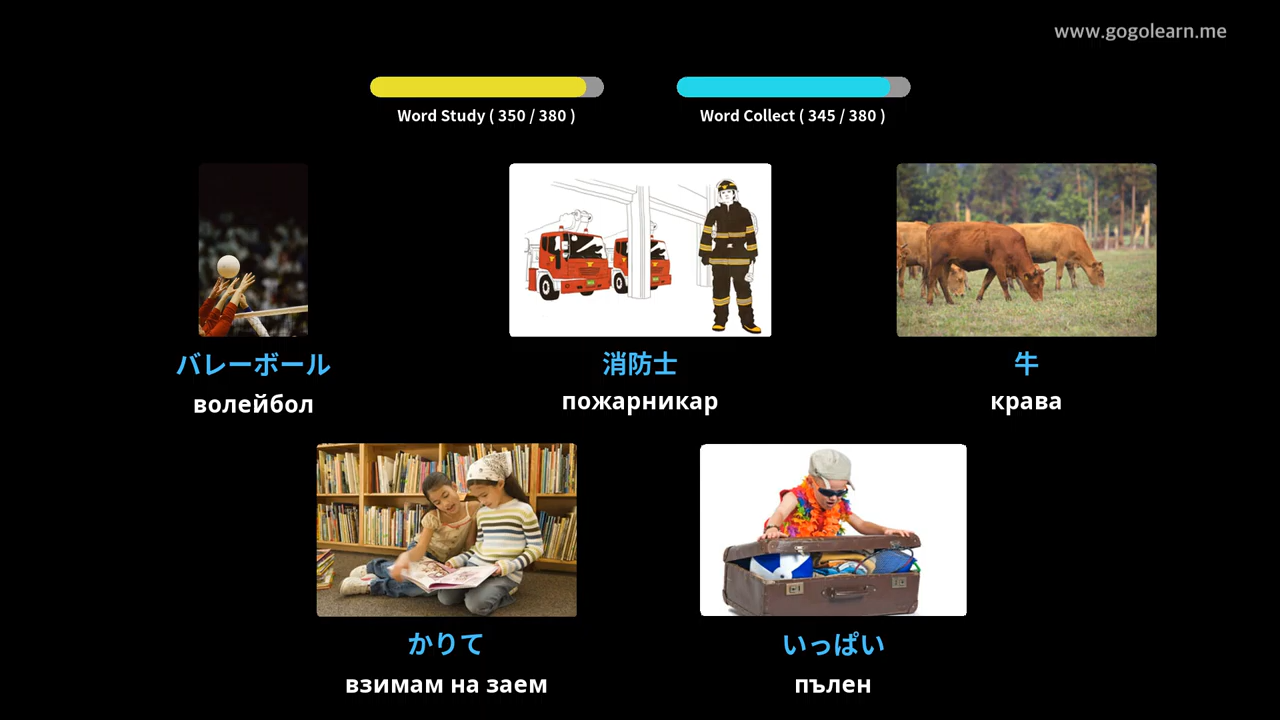 www.gogolearn.me
Word Study ( 350 / 380 )
Word Collect ( 345 / 380 )
バレーボール
волейбол
消防士
пожарникар
牛
крава
かりて
взимам на заем
いっぱい
пълен